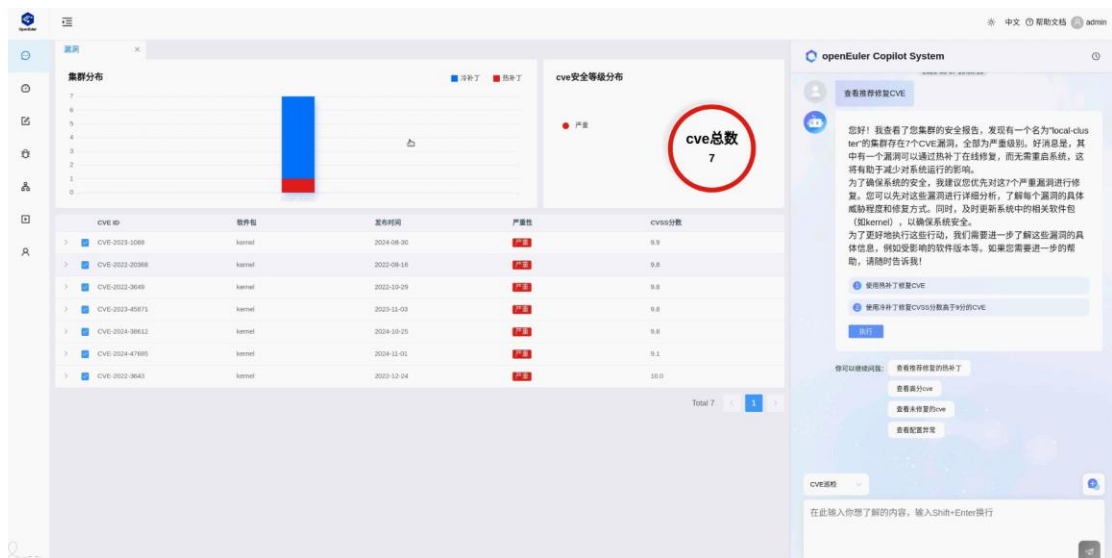 openEuler
中文 帮助文档 admin
漏洞 ×
集群分布
冷补丁 热补丁
7
6
5
4
3
2
1
0
cve安全等级分布
严重
cve总数
7
CVE ID 软件包 发布时间 严重性 CVSS分数
CVE-2023-1068 kernel 2024-08-30 严重 9.9
CVE-2022-20368 kernel 2022-08-16 严重 9.8
CVE-2022-3649 kernel 2022-10-29 严重 9.8
CVE-2023-45871 kernel 2023-11-03 严重 9.8
CVE-2024-38612 kernel 2024-10-25 严重 9.8
CVE-2024-47685 kernel 2024-11-01 严重 9.1
CVE-2022-3643 kernel 2022-12-24 严重 10.0
Total 7 < 1 >
openEuler Copilot System
查看推荐修复CVE
您好！我查看了您集群的安全报告，发现有一个名为"local-clus
ter"的集群存在7个CVE漏洞，全部为严重级别。好消息是，其
中有一个漏洞可以通过热补丁在线修复，而无需重启系统，这
将有助于减少对系统运行的影响。
为了确保系统的安全，我建议您优先对这7个严重漏洞进行修
复。您可以先对这些漏洞进行详细分析，了解每个漏洞的具体
威胁程度和修复方式。同时，及时更新系统中的相关软件包
（如kernel），以确保系统安全。
为了更好地执行这些行动，我们需要进一步了解这些漏洞的具
体信息，例如受影响的软件版本等。如果您需要进一步的帮
助，请随时告诉我！
1 使用热补丁修复CVE
2 使用冷补丁修复CVSS分数高于9分的CVE
执行
你可以继续问我： 查看推荐修复的热补丁
查看高分cve
查看未修复的cve
查看配置异常
CVE巡检
在此输入你想了解的内容，输入Shift+Enter换行